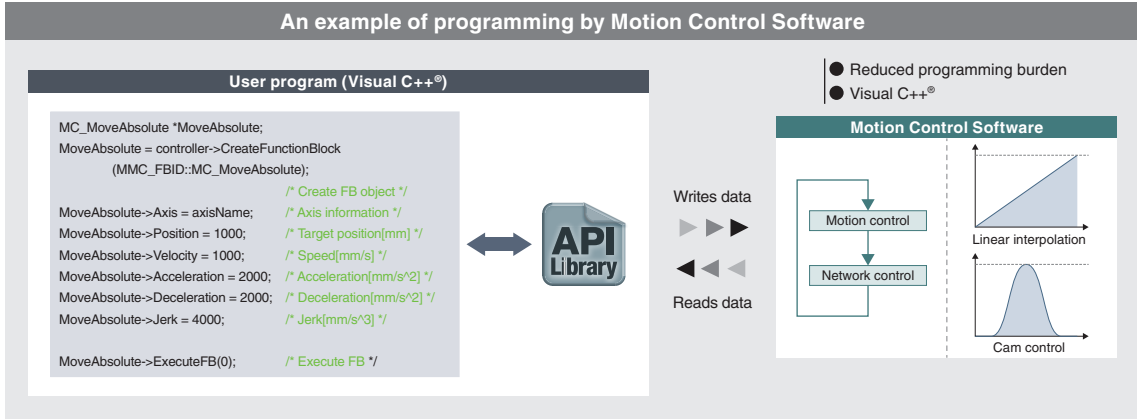 An example of programming by Motion Control Software
User program (Visual C++®)
MC_MoveAbsolute *MoveAbsolute;
MoveAbsolute = controller->CreateFunctionBlock
(MMC_FBID::MC_MoveAbsolute);
/* Create FB object */
MoveAbsolute->Axis = axisName; /* Axis information */
MoveAbsolute->Position = 1000; /* Target position[mm] */
MoveAbsolute->Velocity = 1000; /* Speed[mm/s] */
MoveAbsolute->Acceleration = 2000; /* Acceleration[mm/s^2] */
MoveAbsolute->Deceleration = 2000; /* Deceleration[mm/s^2] */
MoveAbsolute->Jerk = 4000; /* Jerk[mm/s^3] */
MoveAbsolute->ExecuteFB(0); /* Execute FB */
API
Library
Writes data
Reads data
● Reduced programming burden
● Visual C++®
Motion Control Software
Motion control
Network control
Linear interpolation
Cam control